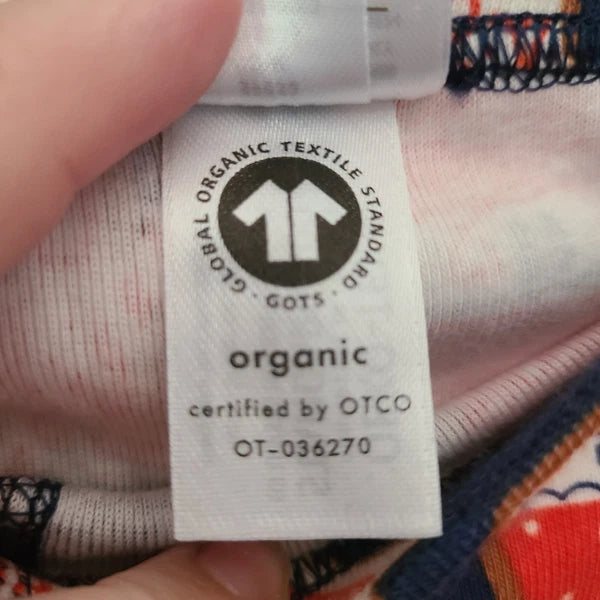 GLOBAL ORGANIC TEXTILE STANDARD
· GOTS ·
organic
certified by OTCO
OT-036270